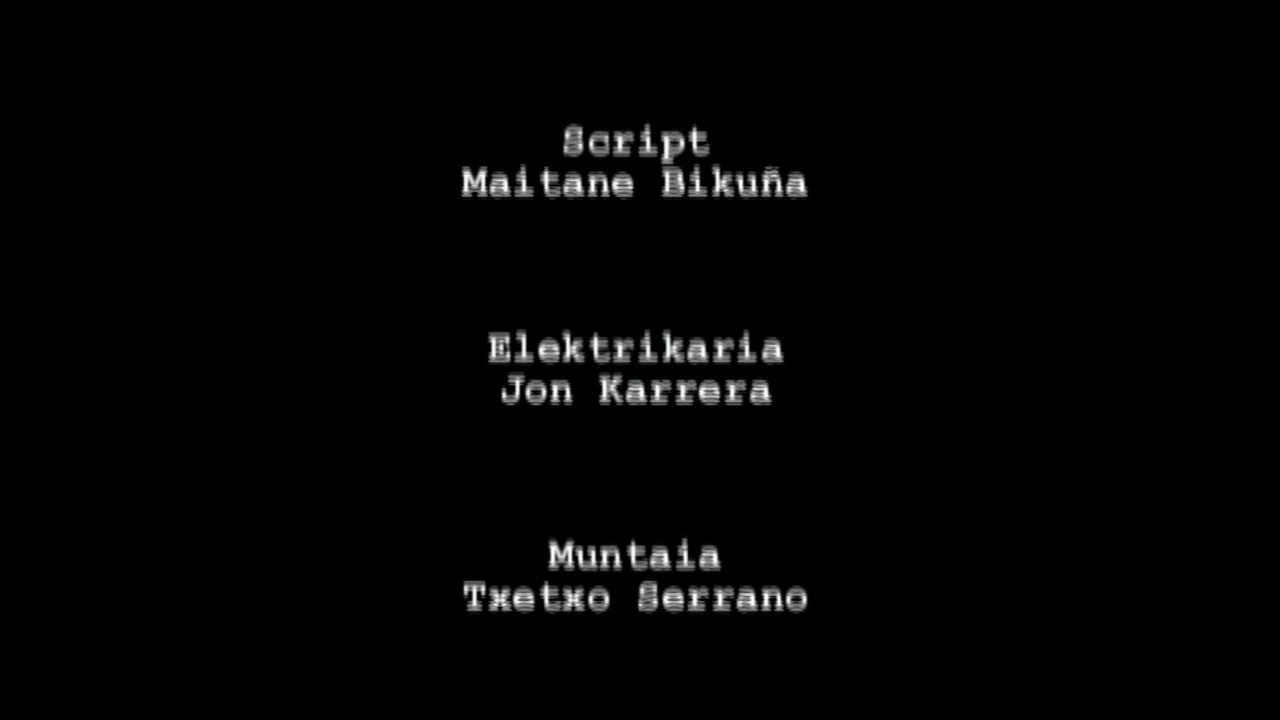 Script
Maitane Bikuña
Elektrikaria
Jon Karrera
Muntaia
Txetxo Serrano